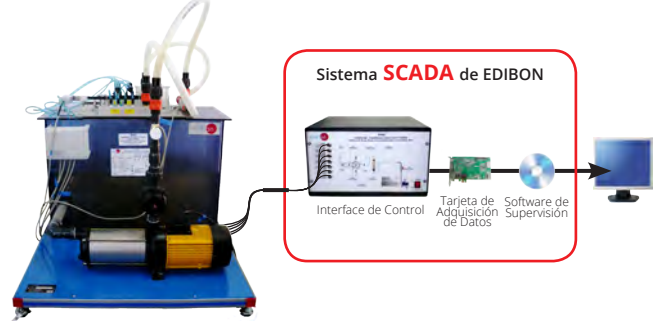 Sistema SCADA de EDIBON
Interface de Control
Tarjeta de
Adquisición
de Datos
Software de
Supervisión